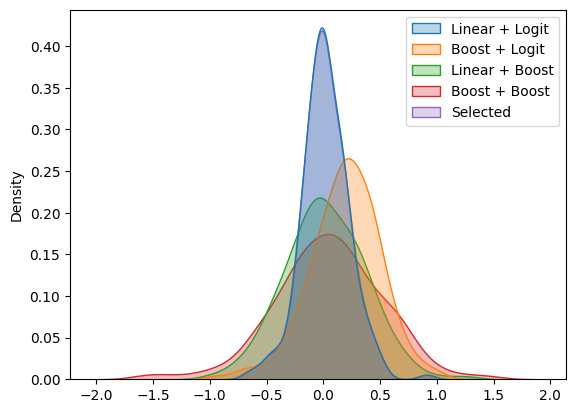 Linear + Logit
Boost + Logit
Linear + Boost
Boost + Boost
Selected
Density
0.40
0.35
0.30
0.25
0.20
0.15
0.10
0.05
0.00
−2.0 −1.5 −1.0 −0.5 0.0 0.5 1.0 1.5 2.0